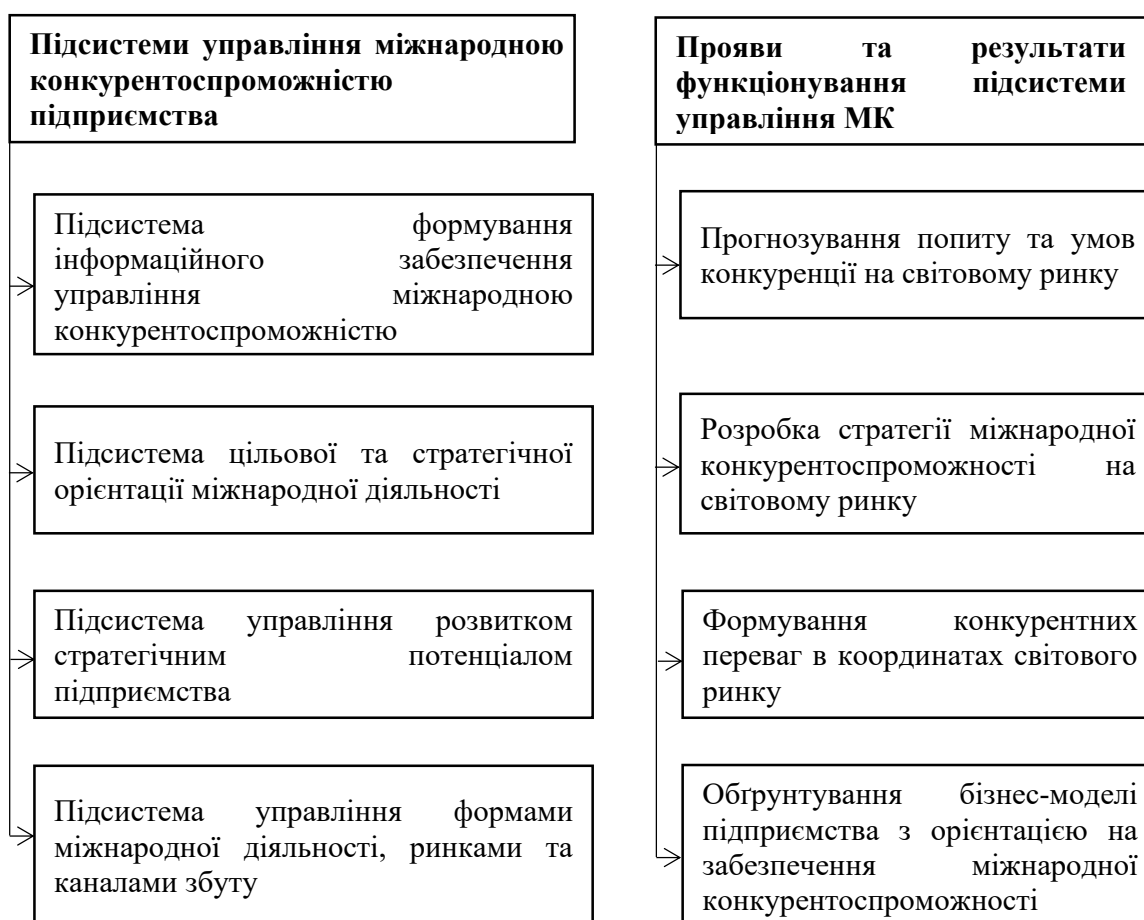 Підсистеми управління міжнародною
конкурентоспроможністю
підприємства
Підсистема формування
інформаційного забезпечення
управління міжнародною
конкурентоспроможністю
Підсистема цільової та стратегічної
орієнтації міжнародної діяльності
Підсистема управління розвитком
стратегічним потенціалом
підприємства
Підсистема управління формами
міжнародної діяльності, ринками та
каналами збуту
Прояви та результати
функціонування підсистеми
управління МК
Прогнозування попиту та умов
конкуренції на світовому ринку
Розробка стратегії міжнародної
конкурентоспроможності на
світовому ринку
Формування конкурентних
переваг в координатах світового
ринку
Обґрунтування бізнес-моделі
підприємства з орієнтацією на
забезпечення міжнародної
конкурентоспроможності